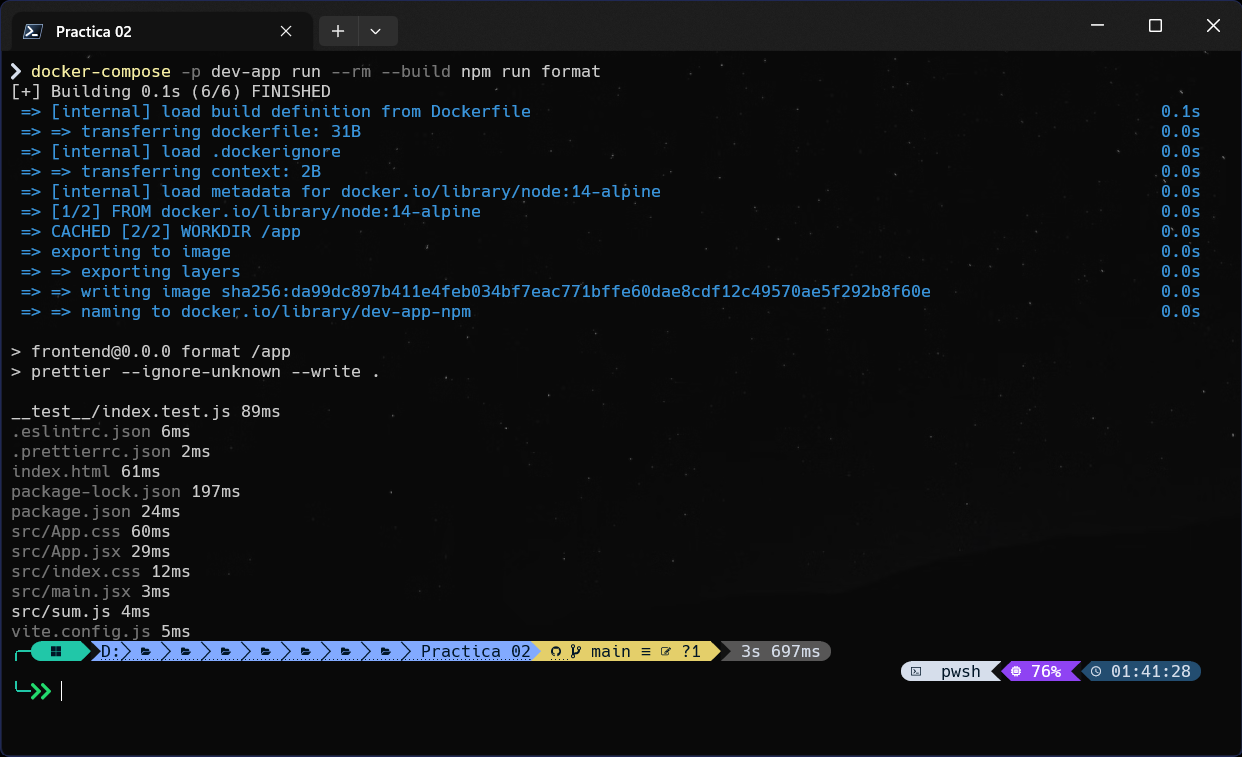 Practica 02
docker-compose -p dev-app run --rm --build npm run format
[+] Building 0.1s (6/6) FINISHED
=> [internal] load build definition from Dockerfile 0.1s
=> => transferring dockerfile: 31B 0.0s
=> [internal] load .dockerignore 0.0s
=> => transferring context: 2B 0.0s
=> [internal] load metadata for docker.io/library/node:14-alpine 0.0s
=> [1/2] FROM docker.io/library/node:14-alpine 0.0s
=> CACHED [2/2] WORKDIR /app 0.0s
=> exporting to image 0.0s
=> => exporting layers 0.0s
=> => writing image sha256:da99dc897b411e4feb034bf7eac771bffe60dae8cdf12c49570ae5f292b8f60e 0.0s
=> => naming to docker.io/library/dev-app-npm 0.0s
> frontend@0.0.0 format /app
> prettier --ignore-unknown --write .
__test__/index.test.js 89ms
.eslintrc.json 6ms
.prettierrc.json 2ms
index.html 61ms
package-lock.json 197ms
package.json 24ms
src/App.css 60ms
src/App.jsx 29ms
src/index.css 12ms
src/main.jsx 3ms
src/sum.js 4ms
vite.config.js 5ms
D: Practica 02 main ≡ ?1 3s 697ms
pwsh 76% 01:41:28